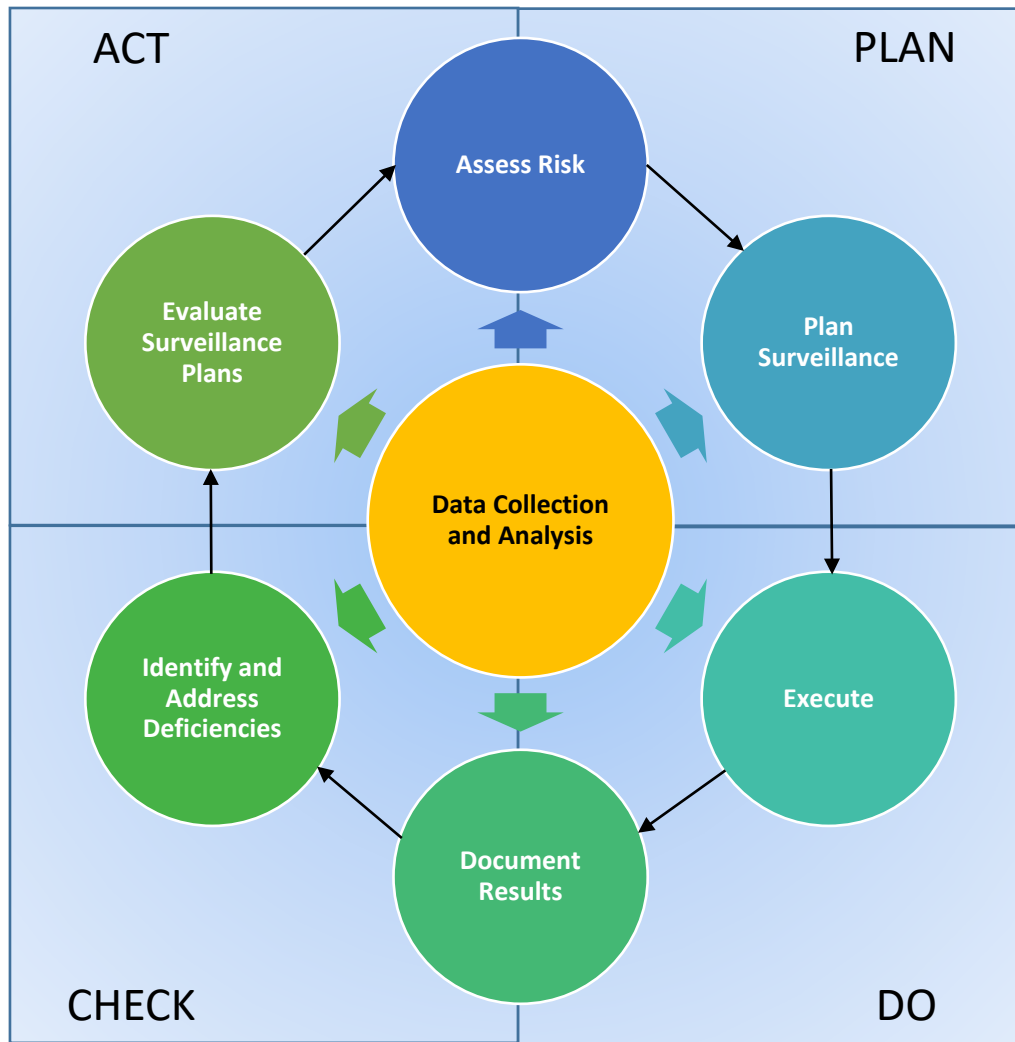 ACT
PLAN
Assess Risk
Evaluate
Surveillance
Plans
Plan
Surveillance
Data Collection
and Analysis
Identify and
Address
Deficiencies
Execute
Document
Results
CHECK
DO